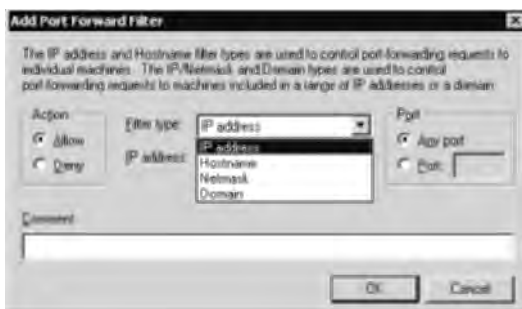 Add Port Forward Filter
The IP address and Hostname filter types are used to control port-forwarding requests to
individual machines. The IP/Netmask and Domain types are used to control
port-forwarding requests to machines included in a range of IP addresses or a domain.
Action
Allow
Deny
Filter type:
IP address
IP address
Hostname
Netmask
Domain
IP address:
Port
Any port
Port:
Comment
OK
Cancel